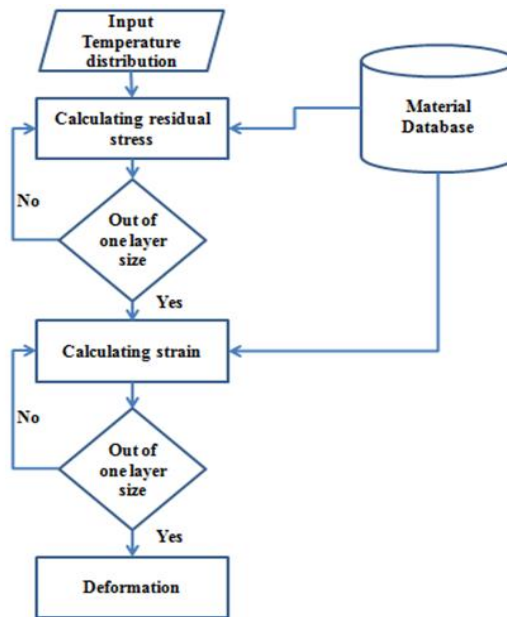 Input
Temperature
distribution
Calculating residual
stress
Material
Database
No
Out of
one layer
size
Yes
Calculating strain
No
Out of
one layer
size
Yes
Deformation